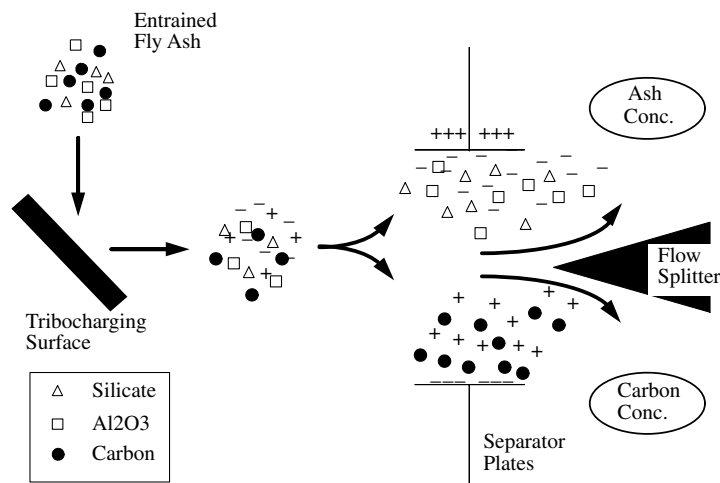 Entrained
Fly Ash
Ash
Conc.
+++ +++
Flow
Splitter
Tribocharging
Surface
Silicate
Al2O3
Carbon
Carbon
Conc.
Separator
Plates